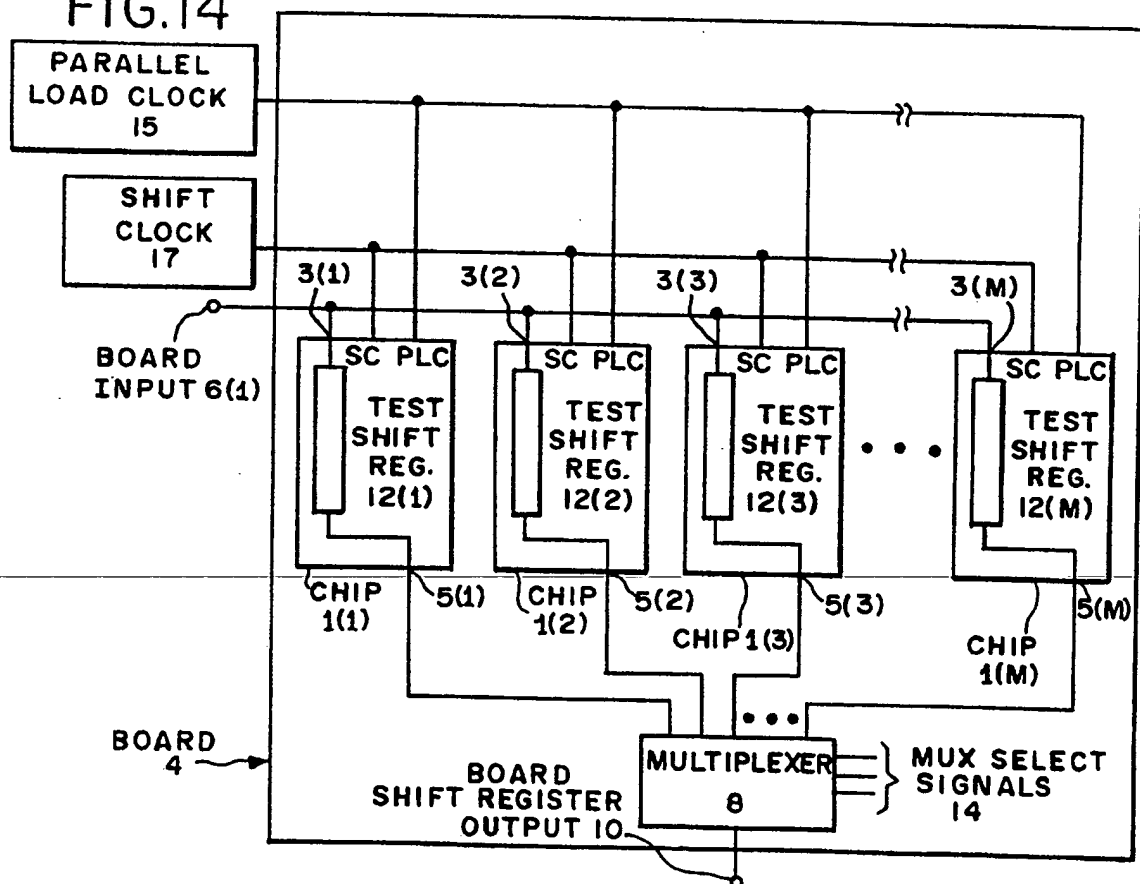 FIG.14
PARALLEL
LOAD CLOCK
15
SHIFT
CLOCK
17
BOARD
INPUT 6(1)
3(1)
3(2)
3(3)
3(M)
SC PLC
TEST
SHIFT
REG.
12(1)
SC PLC
TEST
SHIFT
REG.
12(2)
SC PLC
TEST
SHIFT
REG.
12(3)
SC PLC
TEST
SHIFT
REG.
12(M)
CHIP
1(1)
5(1)
CHIP
1(2)
5(2)
CHIP 1(3)
5(3)
CHIP
1(M)
5(M)
BOARD
4
MULTIPLEXER
8
MUX SELECT
SIGNALS
14
BOARD
SHIFT REGISTER
OUTPUT 10